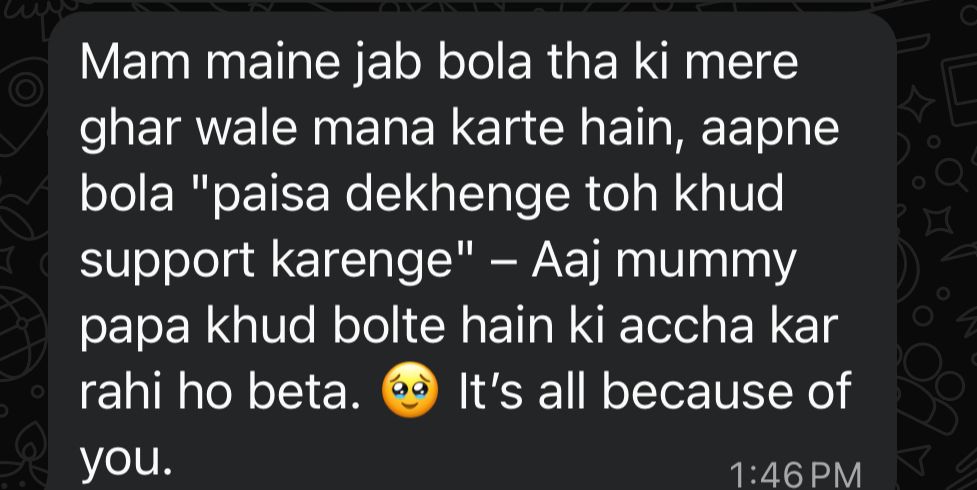 Mam maine jab bola tha ki mere
ghar wale mana karte hain, aapne
bola "paisa dekhenge toh khud
support karenge" – Aaj mummy
papa khud bolte hain ki accha kar
rahi ho beta. 🥹 It's all because of
you.
1:46 PM